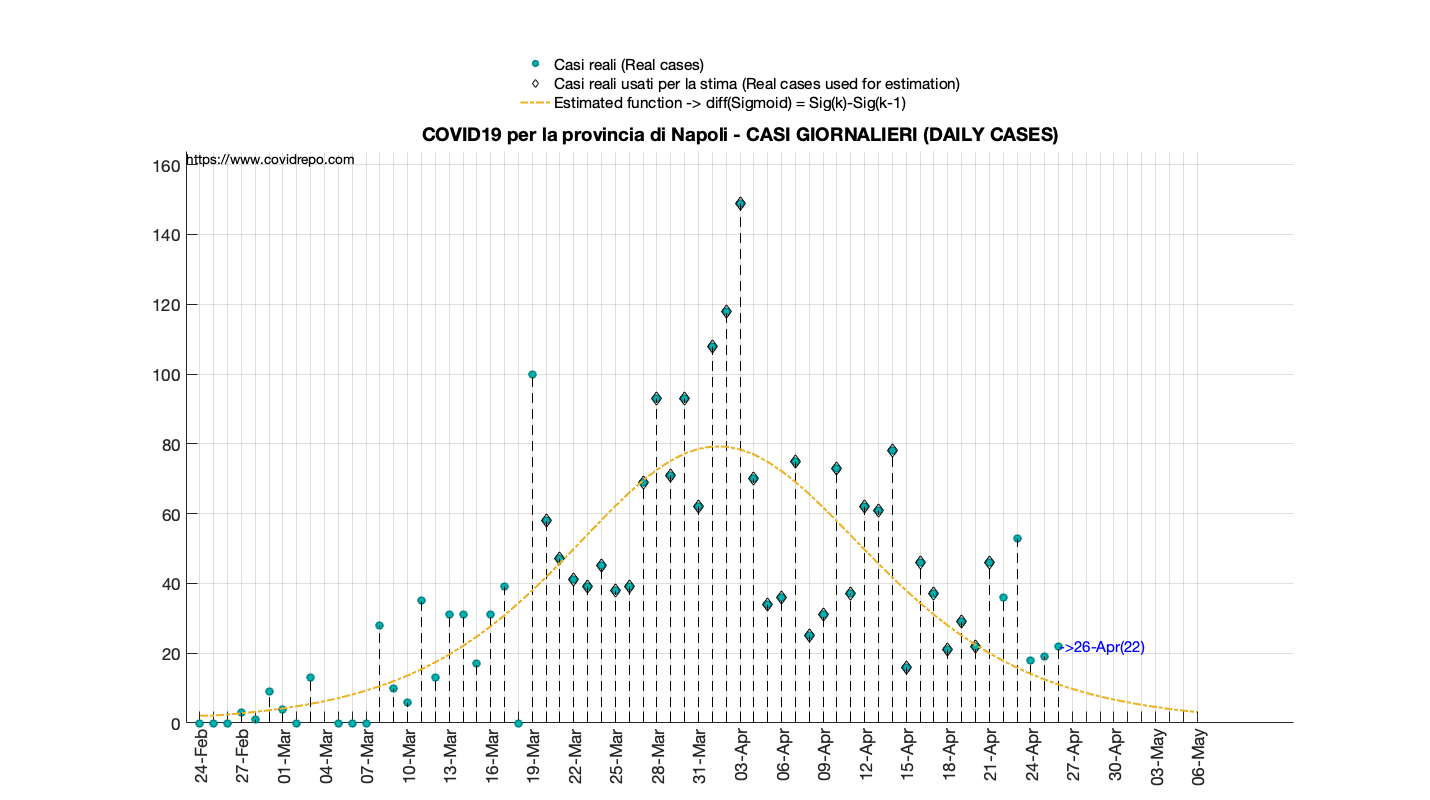 Casi reali (Real cases)
Casi reali usati per la stima (Real cases used for estimation)
Estimated function -> diff(Sigmoid) = Sig(k)-Sig(k-1)
COVID19 per la provincia di Napoli - CASI GIORNALIERI (DAILY CASES)
https://www.covidrepo.com
160
140
120
100
80
60
40
20
0
->26-Apr(22)
24-Feb
27-Feb
01-Mar
04-Mar
07-Mar
10-Mar
13-Mar
16-Mar
19-Mar
22-Mar
25-Mar
28-Mar
31-Mar
03-Apr
06-Apr
09-Apr
12-Apr
15-Apr
18-Apr
21-Apr
24-Apr
27-Apr
30-Apr
03-May
06-May